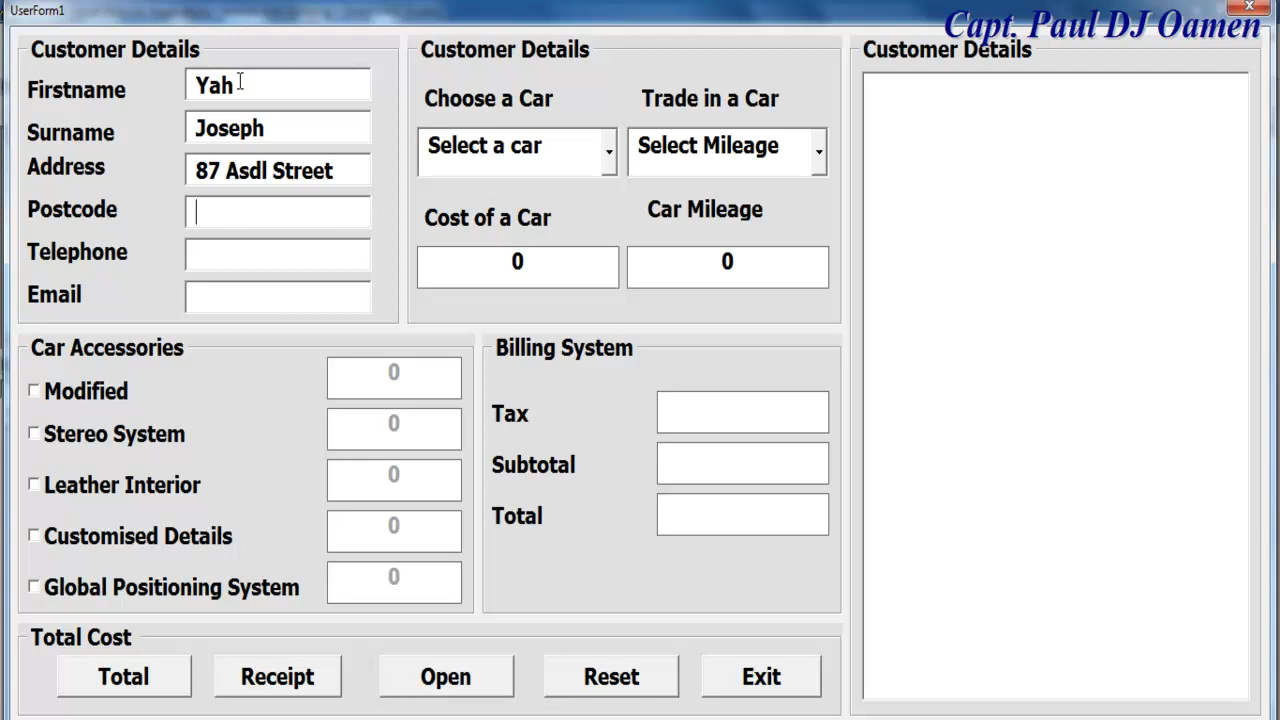 UserForm1
Capt. Paul DJ Oamen
Customer Details
Firstname
Yah
Surname
Joseph
Address
87 Asdl Street
Postcode
Telephone
Email
Customer Details
Choose a Car
Trade in a Car
Select a car
Select Mileage
Cost of a Car
Car Mileage
0
0
Customer Details
Car Accessories
Modified
0
Stereo System
0
Leather Interior
0
Customised Details
0
Global Positioning System
0
Billing System
Tax
Subtotal
Total
Total Cost
Total
Receipt
Open
Reset
Exit